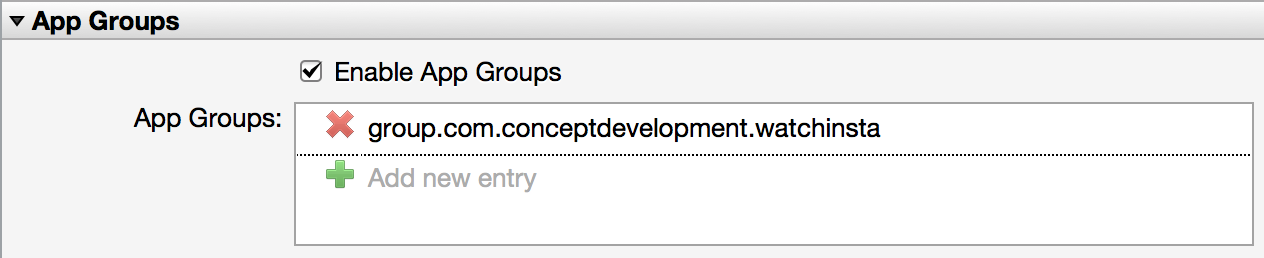 App Groups
Enable App Groups
App Groups:
group.com.conceptdevelopment.watchinsta
Add new entry